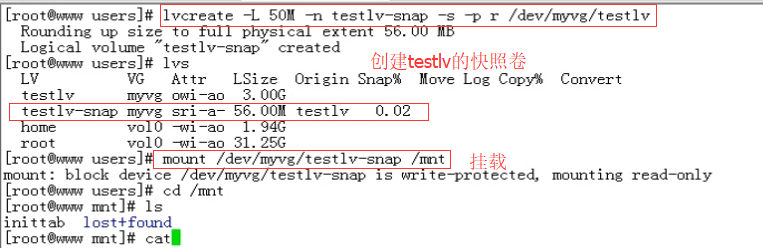 [root@www users]# lvcreate -L 50M -n testlv-snap -s -p r /dev/myvg/testlv
  Rounding up size to full physical extent 56.00 MB
  Logical volume "testlv-snap" created
[root@www users]# lvs
创建testlv的快照卷
  LV          VG   Attr   LSize  Origin Snap%  Move Log Copy%  Convert
  testlv      myvg owi-ao  3.00G
  testlv-snap myvg sri-a- 56.00M testlv   0.02
  home        vol0 -wi-ao  1.94G
  root        vol0 -wi-ao 31.25G
[root@www users]# mount /dev/myvg/testlv-snap /mnt 挂载
mount: block device /dev/myvg/testlv-snap is write-protected, mounting read-only
[root@www users]# cd /mnt
[root@www mnt]# ls
inittab  lost+found
[root@www mnt]# cat